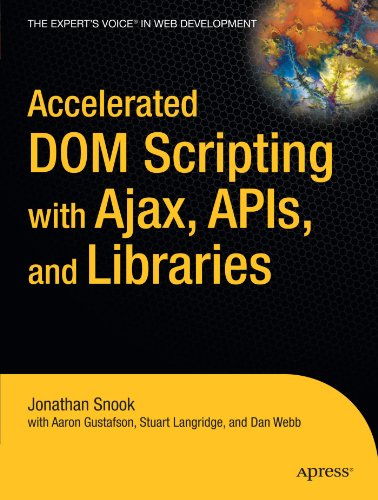 THE EXPERT'S VOICE® IN WEB DEVELOPMENT
Accelerated
DOM Scripting
with Ajax, APIs,
and Libraries
Jonathan Snook
with Aaron Gustafson, Stuart Langridge, and Dan Webb
Apress®